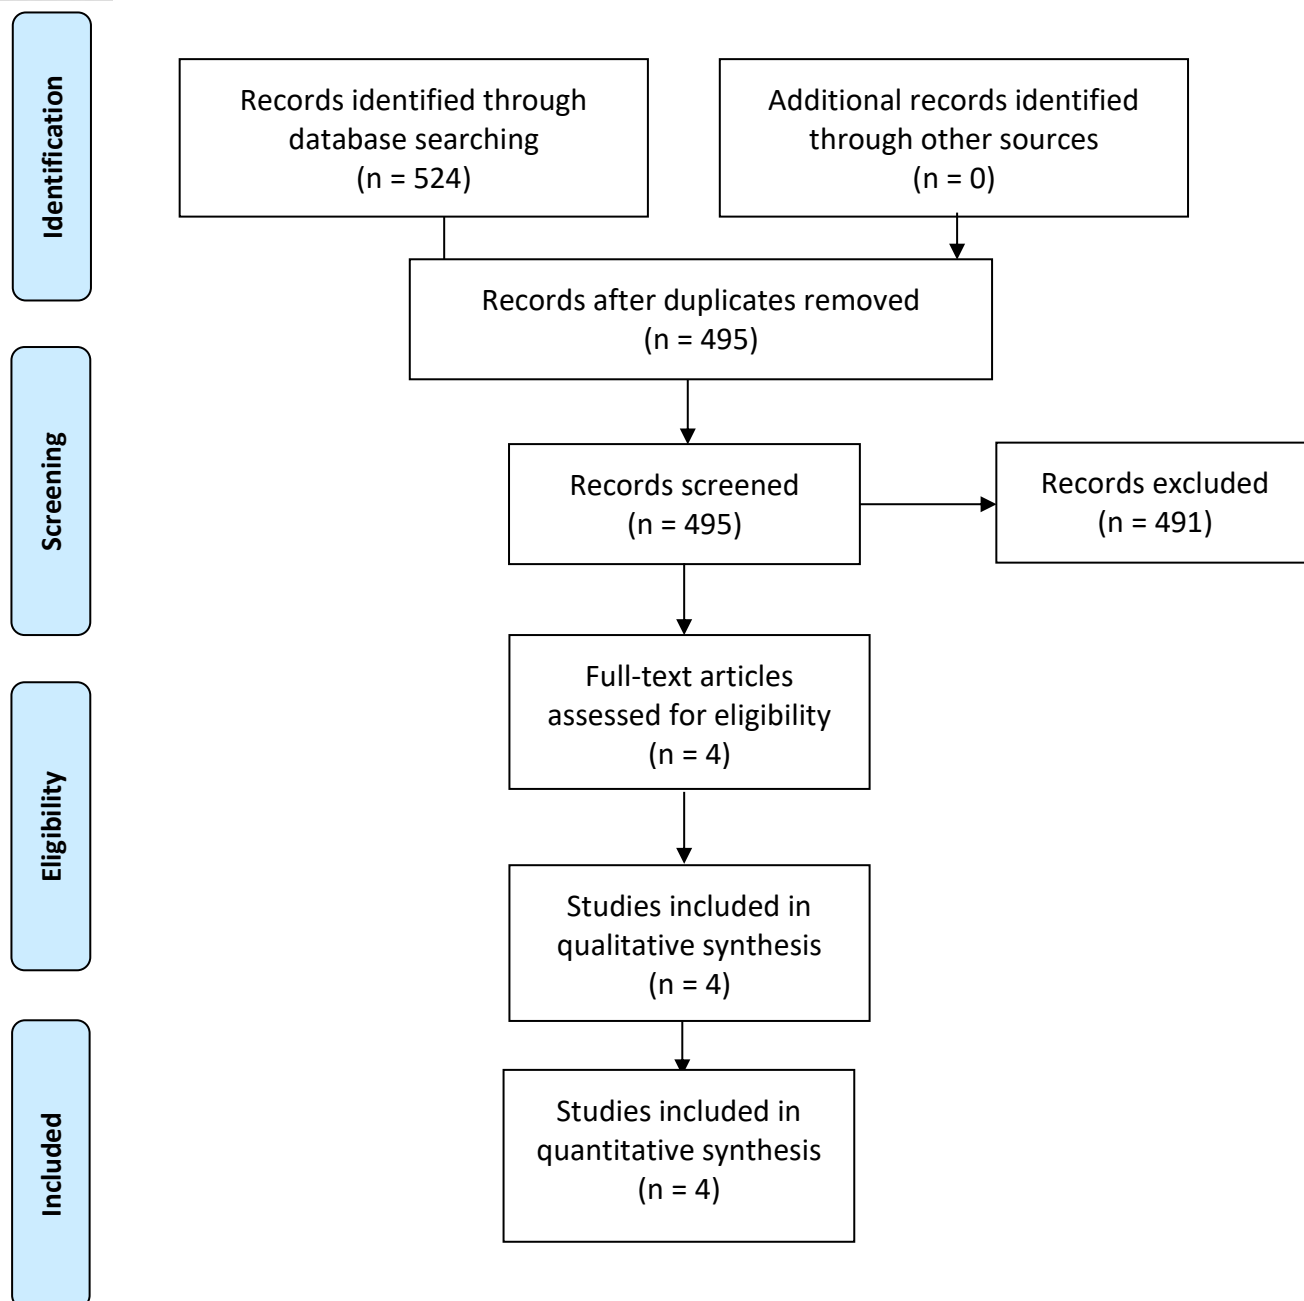 Identification
Records identified through
database searching
(n = 524)
Additional records identified
through other sources
(n = 0)
Records after duplicates removed
(n = 495)
Screening
Records screened
(n = 495)
Records excluded
(n = 491)
Full-text articles
assessed for eligibility
(n = 4)
Eligibility
Studies included in
qualitative synthesis
(n = 4)
Included
Studies included in
quantitative synthesis
(n = 4)